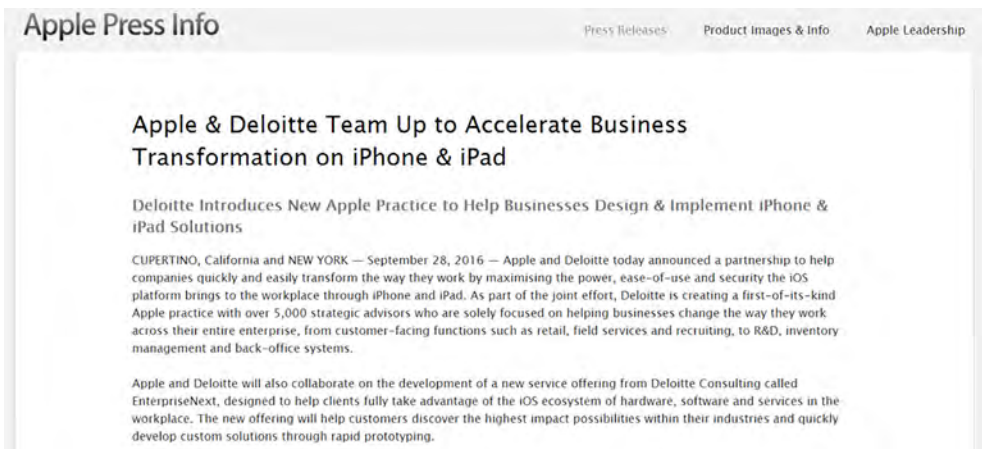 Apple Press Info
Press Releases Product Images & Info Apple Leadership
Apple & Deloitte Team Up to Accelerate Business
Transformation on iPhone & iPad
Deloitte Introduces New Apple Practice to Help Businesses Design & Implement iPhone &
iPad Solutions
CUPERTINO, California and NEW YORK — September 28, 2016 — Apple and Deloitte today announced a partnership to help
companies quickly and easily transform the way they work by maximising the power, ease-of-use and security the iOS
platform brings to the workplace through iPhone and iPad. As part of the joint effort, Deloitte is creating a first-of-its-kind
Apple practice with over 5,000 strategic advisors who are solely focused on helping businesses change the way they work
across their entire enterprise, from customer-facing functions such as retail, field services and recruiting, to R&D, inventory
management and back-office systems.
Apple and Deloitte will also collaborate on the development of a new service offering from Deloitte Consulting called
EnterpriseNext, designed to help clients fully take advantage of the iOS ecosystem of hardware, software and services in the
workplace. The new offering will help customers discover the highest impact possibilities within their industries and quickly
develop custom solutions through rapid prototyping.